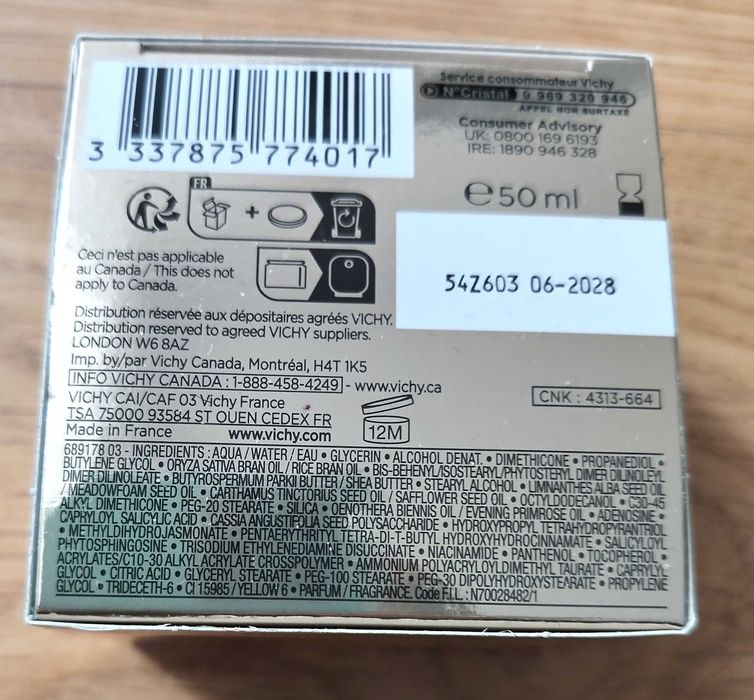 3 337875 774017
Service consommateur Vichy
N°Cristal 0 969 320 946
APPEL NON SURTAXÉ
Consumer Advisory
UK: 0800 169 6193
IRE: 1890 946 328
e 50 ml
FR
+
Ceci n'est pas applicable
au Canada / This does not
apply to Canada.
54Z603 06-2028
Distribution réservée aux dépositaires agréés VICHY.
Distribution reserved to agreed VICHY suppliers.
LONDON W6 8AZ
Imp. by/par Vichy Canada, Montréal, H4T 1K5
INFO VICHY CANADA : 1-888-458-4249 - www.vichy.ca
CNK : 4313-664
VICHY CAI/CAF 03 Vichy France
TSA 75000 93584 ST OUEN CEDEX FR
Made in France www.vichy.com
12M
689178 03 - INGREDIENTS : AQUA / WATER / EAU • GLYCERIN • ALCOHOL DENAT. • DIMETHICONE • PROPANEDIOL •
BUTYLENE GLYCOL • ORYZA SATIVA BRAN OIL / RICE BRAN OIL • BIS-BEHENYL/ISOSTEARYL/PHYTOSTERYL DIMER DILINOLEYL
DIMER DILINOLEATE • BUTYROSPERMUM PARKII BUTTER / SHEA BUTTER • STEARYL ALCOHOL • LIMNANTHES ALBA SEED OIL
/ MEADOWFOAM SEED OIL • CARTHAMUS TINCTORIUS SEED OIL / SAFFLOWER SEED OIL • OCTYLDODECANOL • C30-45
ALKYL DIMETHICONE • PEG-20 STEARATE • SILICA • OENOTHERA BIENNIS OIL / EVENING PRIMROSE OIL • ADENOSINE •
CAPRYLOYL SALICYLIC ACID • CASSIA ANGUSTIFOLIA SEED POLYSACCHARIDE • HYDROXYPROPYL TETRAHYDROPYRANTRIOL
• METHYLDIHYDROJASMONATE • PENTAERYTHRITYL TETRA-DI-T-BUTYL HYDROXYHYDROCINNAMATE • SALICYLOYL
PHYTOSPHINGOSINE • TRISODIUM ETHYLENEDIAMINE DISUCCINATE • NIACINAMIDE • PANTHENOL • TOCOPHEROL •
ACRYLATES/C10-30 ALKYL ACRYLATE CROSSPOLYMER • AMMONIUM POLYACRYLOYLDIMETHYL TAURATE • CAPRYLYL
GLYCOL • CITRIC ACID • GLYCERYL STEARATE • PEG-100 STEARATE • PEG-30 DIPOLYHYDROXYSTEARATE • PROPYLENE
GLYCOL • TRIDECETH-6 • CI 15985 / YELLOW 6 • PARFUM / FRAGRANCE. Code F.I.L. : N70028482/1